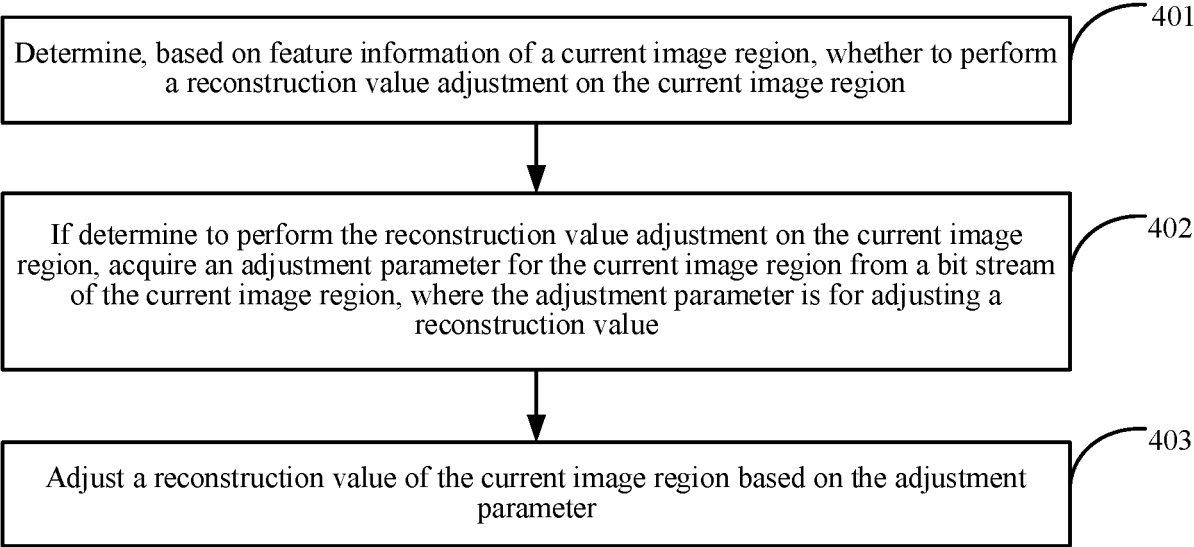 401
Determine, based on feature information of a current image region, whether to perform
a reconstruction value adjustment on the current image region
402
If determine to perform the reconstruction value adjustment on the current image
region, acquire an adjustment parameter for the current image region from a bit stream
of the current image region, where the adjustment parameter is for adjusting a
reconstruction value
403
Adjust a reconstruction value of the current image region based on the adjustment
parameter